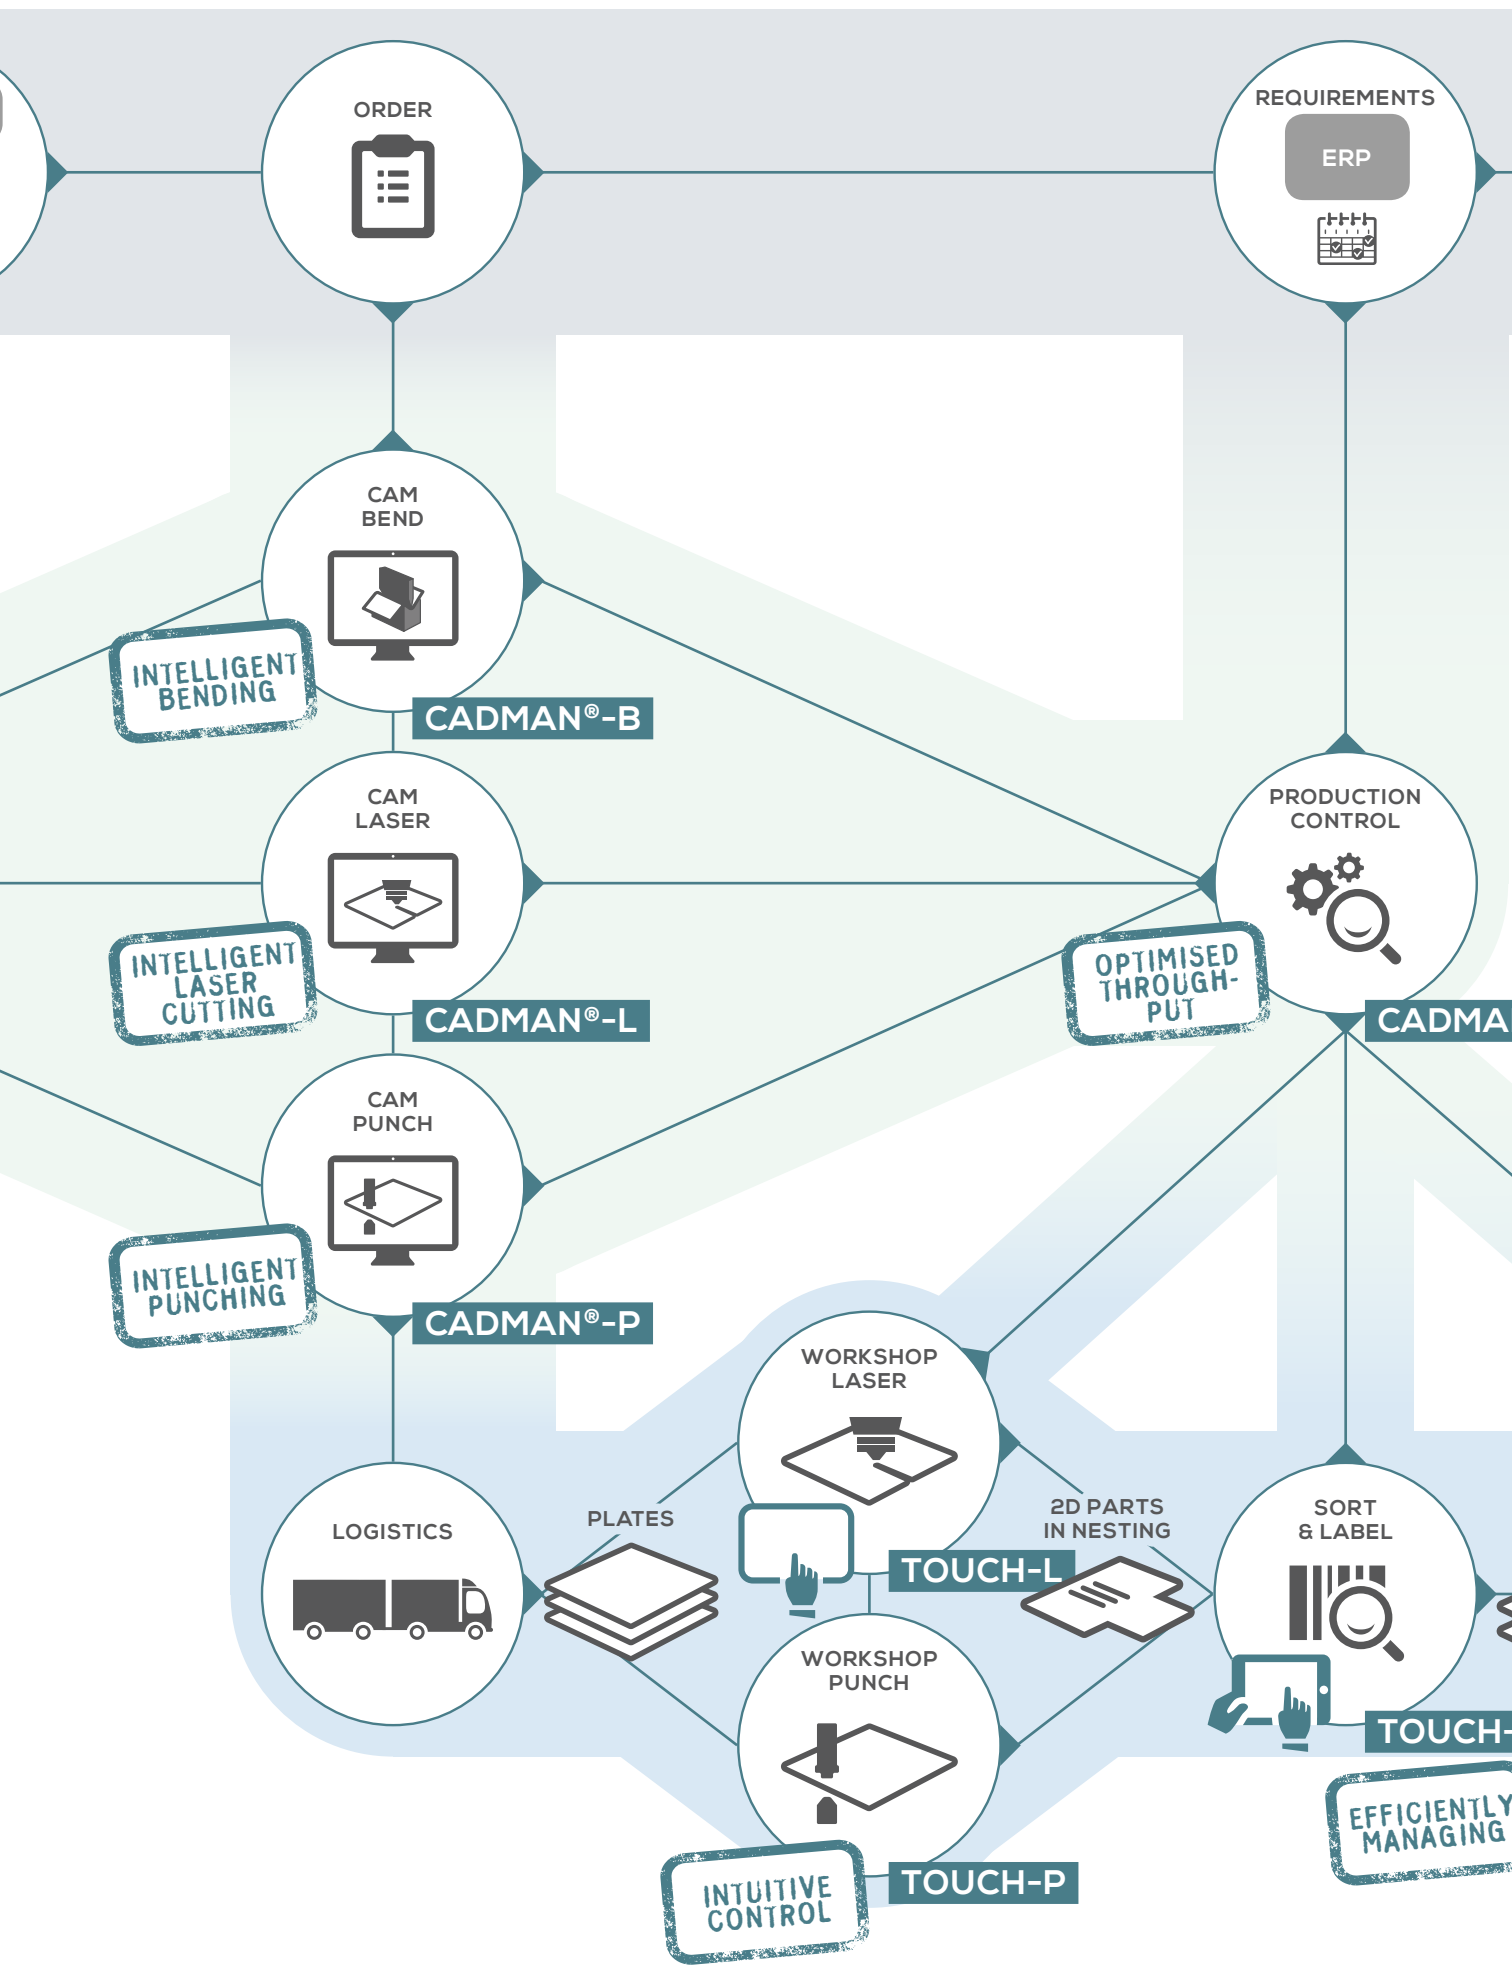 ORDER
REQUIREMENTS
ERP
CAM
BEND
INTELLIGENT
BENDING
CADMAN®-B
CAM
LASER
INTELLIGENT
LASER
CUTTING
CADMAN®-L
PRODUCTION
CONTROL
OPTIMISED
THROUGH-
PUT
CADMA
CAM
PUNCH
INTELLIGENT
PUNCHING
CADMAN®-P
WORKSHOP
LASER
TOUCH-L
LOGISTICS
PLATES
2D PARTS
IN NESTING
SORT
& LABEL
TOUCH-
EFFICIENTLY
MANAGING
WORKSHOP
PUNCH
INTUITIVE
CONTROL
TOUCH-P